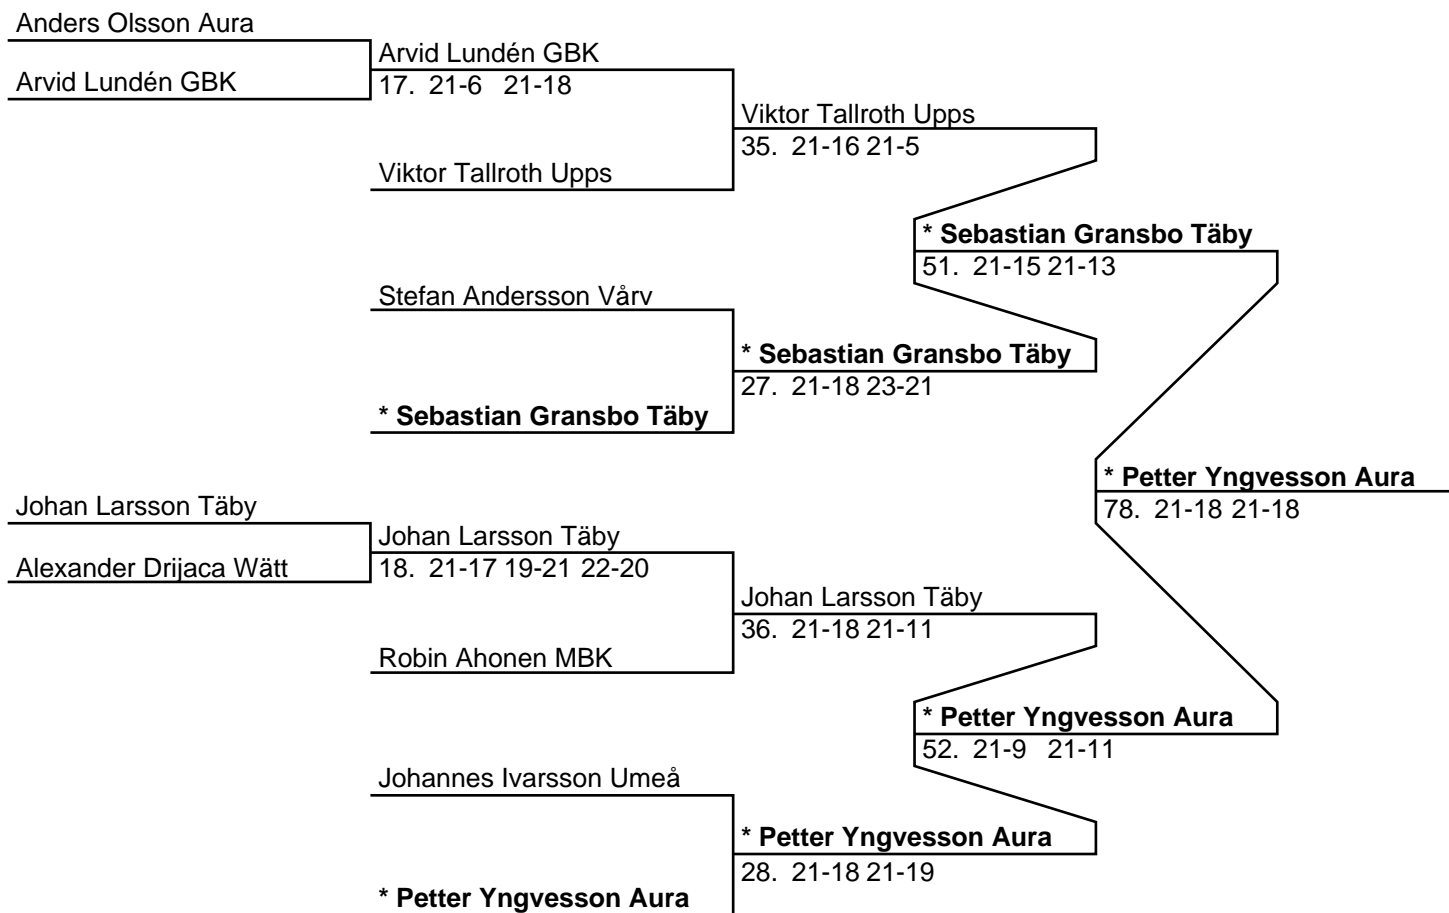 Anders Olsson Aura
Arvid Lundén GBK
Arvid Lundén GBK
17. 21-6 21-18
Viktor Tallroth Upps
35. 21-16 21-5
Viktor Tallroth Upps
* Sebastian Gransbo Täby
51. 21-15 21-13
Stefan Andersson Vårv
* Sebastian Gransbo Täby
27. 21-18 23-21
* Sebastian Gransbo Täby
* Petter Yngvesson Aura
78. 21-18 21-18
Johan Larsson Täby
Johan Larsson Täby
Alexander Drijaca Wätt
18. 21-17 19-21 22-20
Johan Larsson Täby
36. 21-18 21-11
Robin Ahonen MBK
* Petter Yngvesson Aura
52. 21-9 21-11
Johannes Ivarsson Umeå
* Petter Yngvesson Aura
28. 21-18 21-19
* Petter Yngvesson Aura